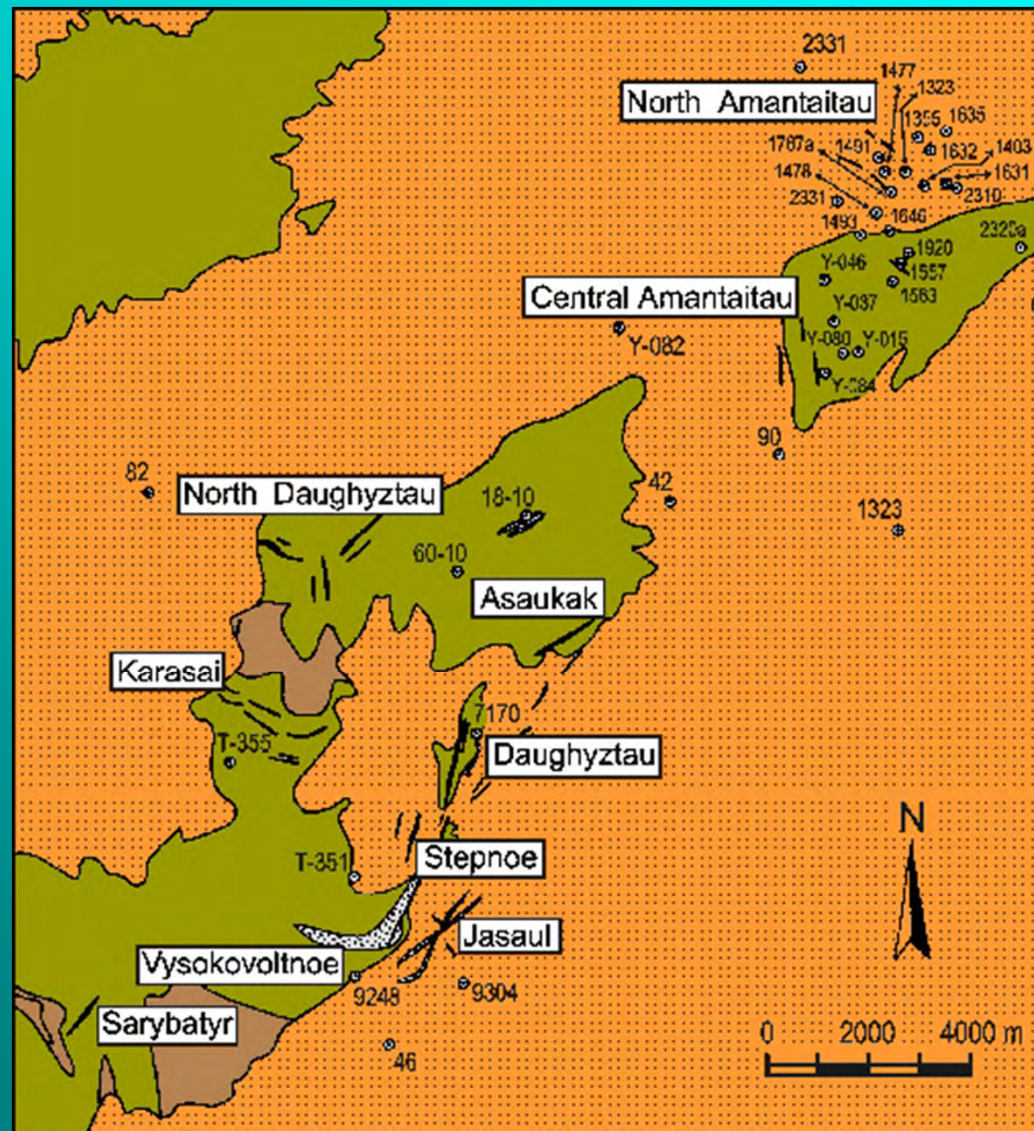 2331
1477
1323
North Amantaitau
1355
1635
1767a
1491
1632
1403
1478
1631
2331
2310
1493
1646
2320a
1920
Y-046
1557
Central Amantaitau
1563
Y-037
Y-082
Y-080
Y-015
Y-084
90
82
42
North Daughyztau
18-10
1323
60-10
Asaukak
Karasai
7170
T-355
Daughyztau
N
T-351
Stepnoe
Jasaul
Vysokovoltnoe
9248
9304
Sarybatyr
46
0 2000 4000 m